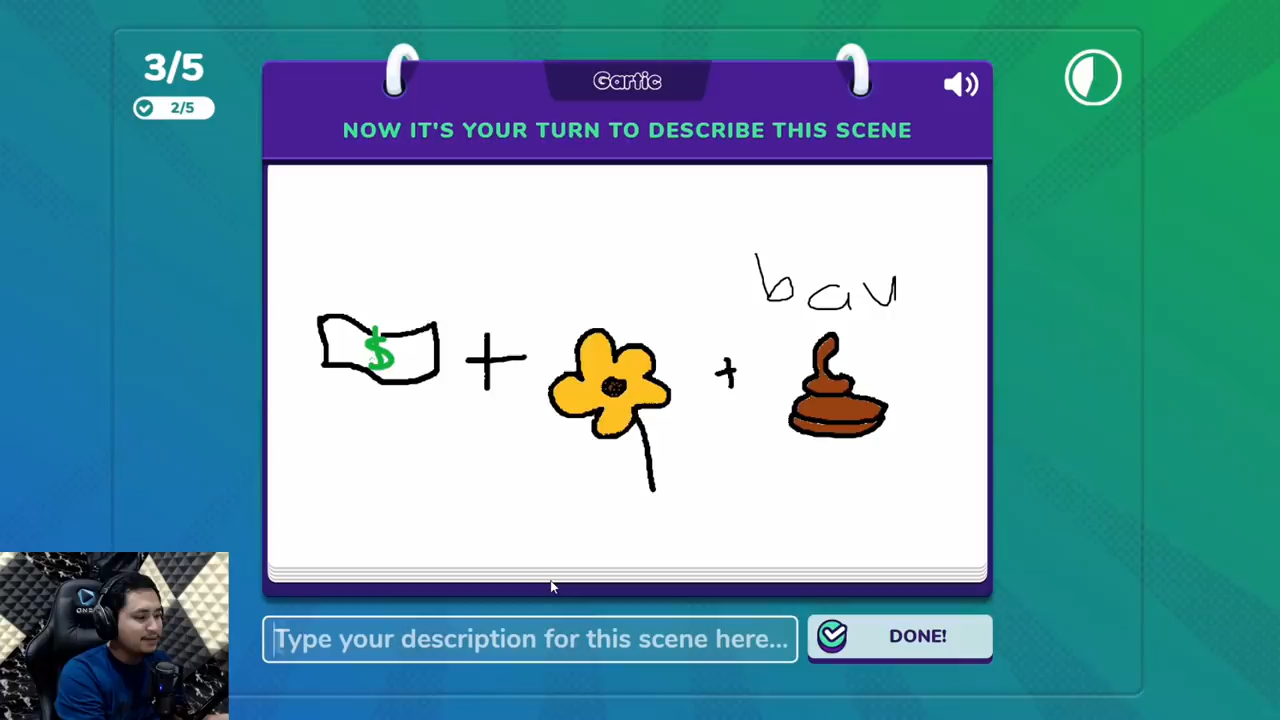 3/5
2/5
Gartic
NOW IT'S YOUR TURN TO DESCRIBE THIS SCENE
bau
$ + +
Type your description for this scene here...
DONE!